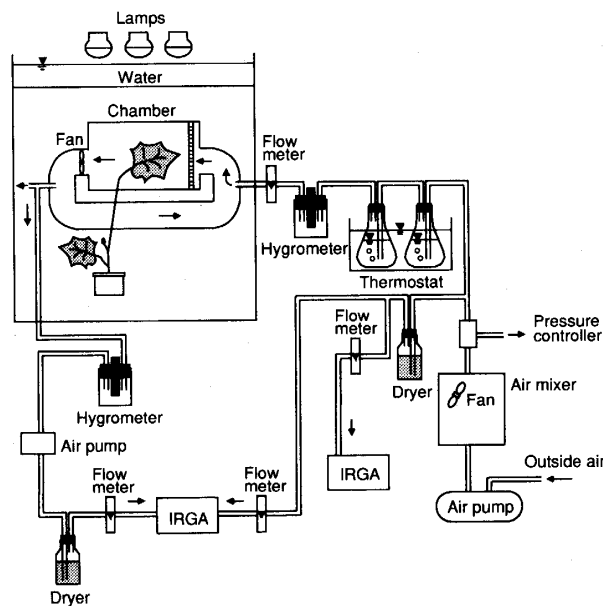 Lamps
Water
Chamber
Fan
Flow
meter
Hygrometer
Thermostat
Flow
meter
Pressure
controller
Dryer
Air mixer
Fan
Hygrometer
Air pump
IRGA
Outside air
Flow
meter
Flow
meter
IRGA
Air pump
Dryer